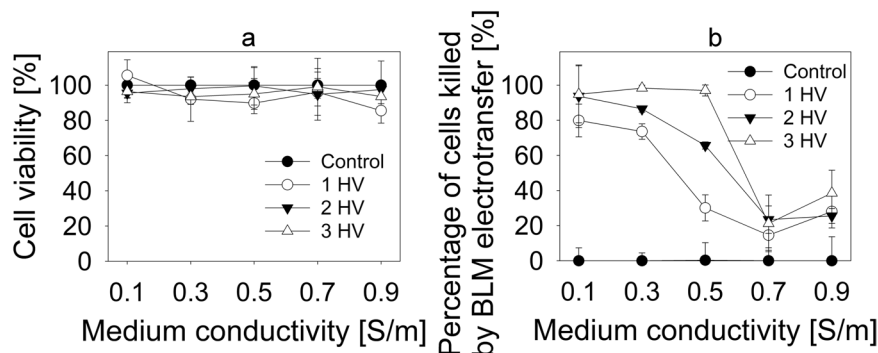 a
Cell viability [%]
100
80
60
40
20
0
Control
1 HV
2 HV
3 HV
0.1 0.3 0.5 0.7 0.9
Medium conductivity [S/m]
b
Percentage of cells killed
by BLM electrotransfer [%]
100
80
60
40
20
0
Control
1 HV
2 HV
3 HV
0.1 0.3 0.5 0.7 0.9
Medium conductivity [S/m]